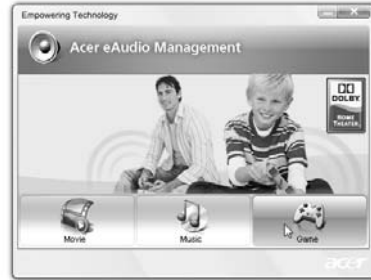 Empowering Technology
Acer eAudio Management
DOLBY
HOME
THEATER
Movie
Music
Game
acer